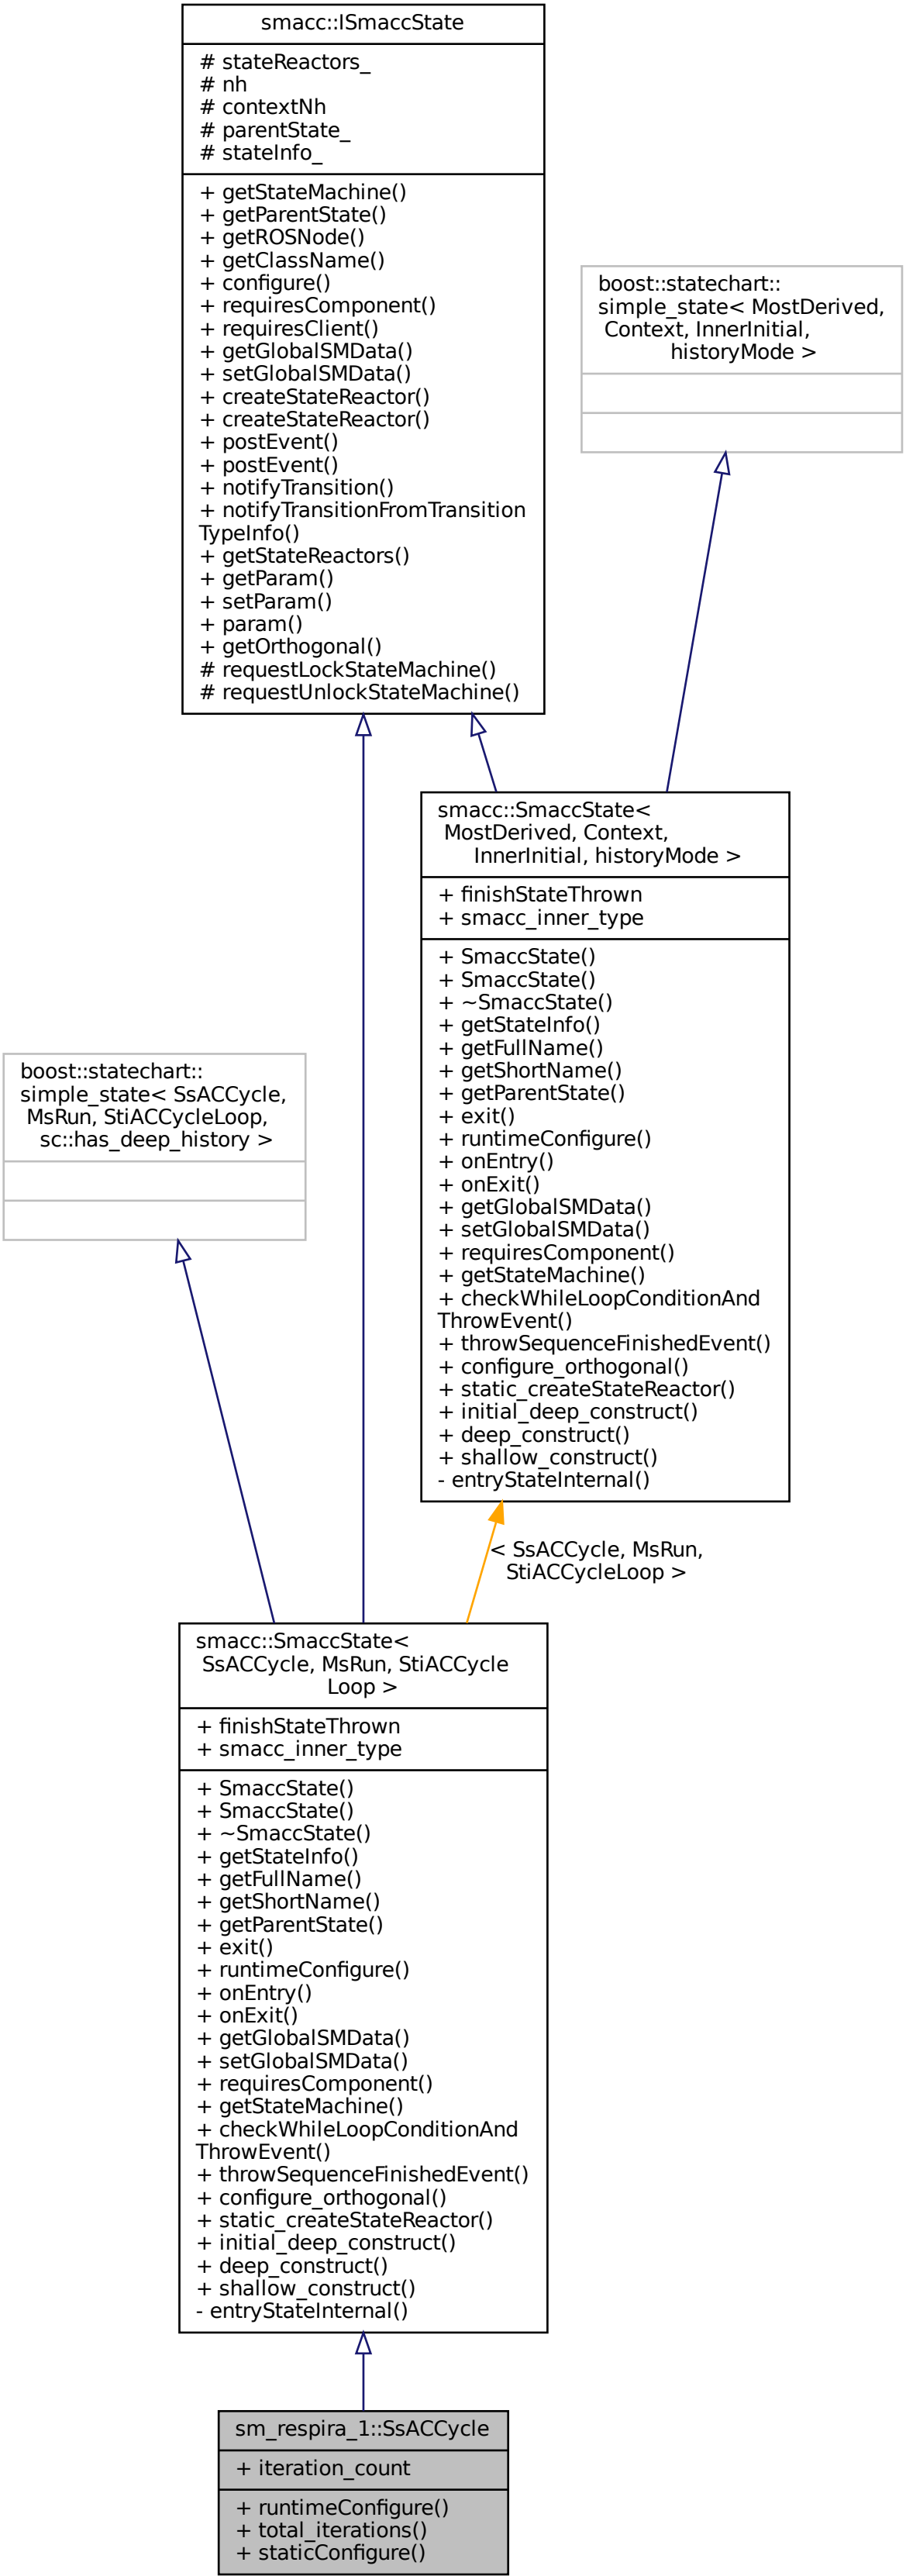 smacc::ISmaccState
# stateReactors_
# nh
# contextNh
# parentState_
# stateInfo_
+ getStateMachine()
+ getParentState()
+ getROSNode()
+ getClassName()
+ configure()
+ requiresComponent()
+ requiresClient()
+ getGlobalSMData()
+ setGlobalSMData()
+ createStateReactor()
+ createStateReactor()
+ postEvent()
+ postEvent()
+ notifyTransition()
+ notifyTransitionFromTransition
TypeInfo()
+ getStateReactors()
+ getParam()
+ setParam()
+ param()
+ getOrthogonal()
# requestLockStateMachine()
# requestUnlockStateMachine()
boost::statechart::
simple_state< MostDerived,
Context, InnerInitial,
historyMode >
smacc::SmaccState<
MostDerived, Context,
InnerInitial, historyMode >
+ finishStateThrown
+ smacc_inner_type
+ SmaccState()
+ SmaccState()
+ ~SmaccState()
+ getStateInfo()
+ getFullName()
+ getShortName()
+ getParentState()
+ exit()
+ runtimeConfigure()
+ onEntry()
+ onExit()
+ getGlobalSMData()
+ setGlobalSMData()
+ requiresComponent()
+ getStateMachine()
+ checkWhileLoopConditionAnd
ThrowEvent()
+ throwSequenceFinishedEvent()
+ configure_orthogonal()
+ static_createStateReactor()
+ initial_deep_construct()
+ deep_construct()
+ shallow_construct()
- entryStateInternal()
boost::statechart::
simple_state< SsACCycle,
MsRun, StiACCycleLoop,
sc::has_deep_history >
< SsACCycle, MsRun,
StiACCycleLoop >
smacc::SmaccState<
SsACCycle, MsRun, StiACCycle
Loop >
+ finishStateThrown
+ smacc_inner_type
+ SmaccState()
+ SmaccState()
+ ~SmaccState()
+ getStateInfo()
+ getFullName()
+ getShortName()
+ getParentState()
+ exit()
+ runtimeConfigure()
+ onEntry()
+ onExit()
+ getGlobalSMData()
+ setGlobalSMData()
+ requiresComponent()
+ getStateMachine()
+ checkWhileLoopConditionAnd
ThrowEvent()
+ throwSequenceFinishedEvent()
+ configure_orthogonal()
+ static_createStateReactor()
+ initial_deep_construct()
+ deep_construct()
+ shallow_construct()
- entryStateInternal()
sm_respira_1::SsACCycle
+ iteration_count
+ runtimeConfigure()
+ total_iterations()
+ staticConfigure()